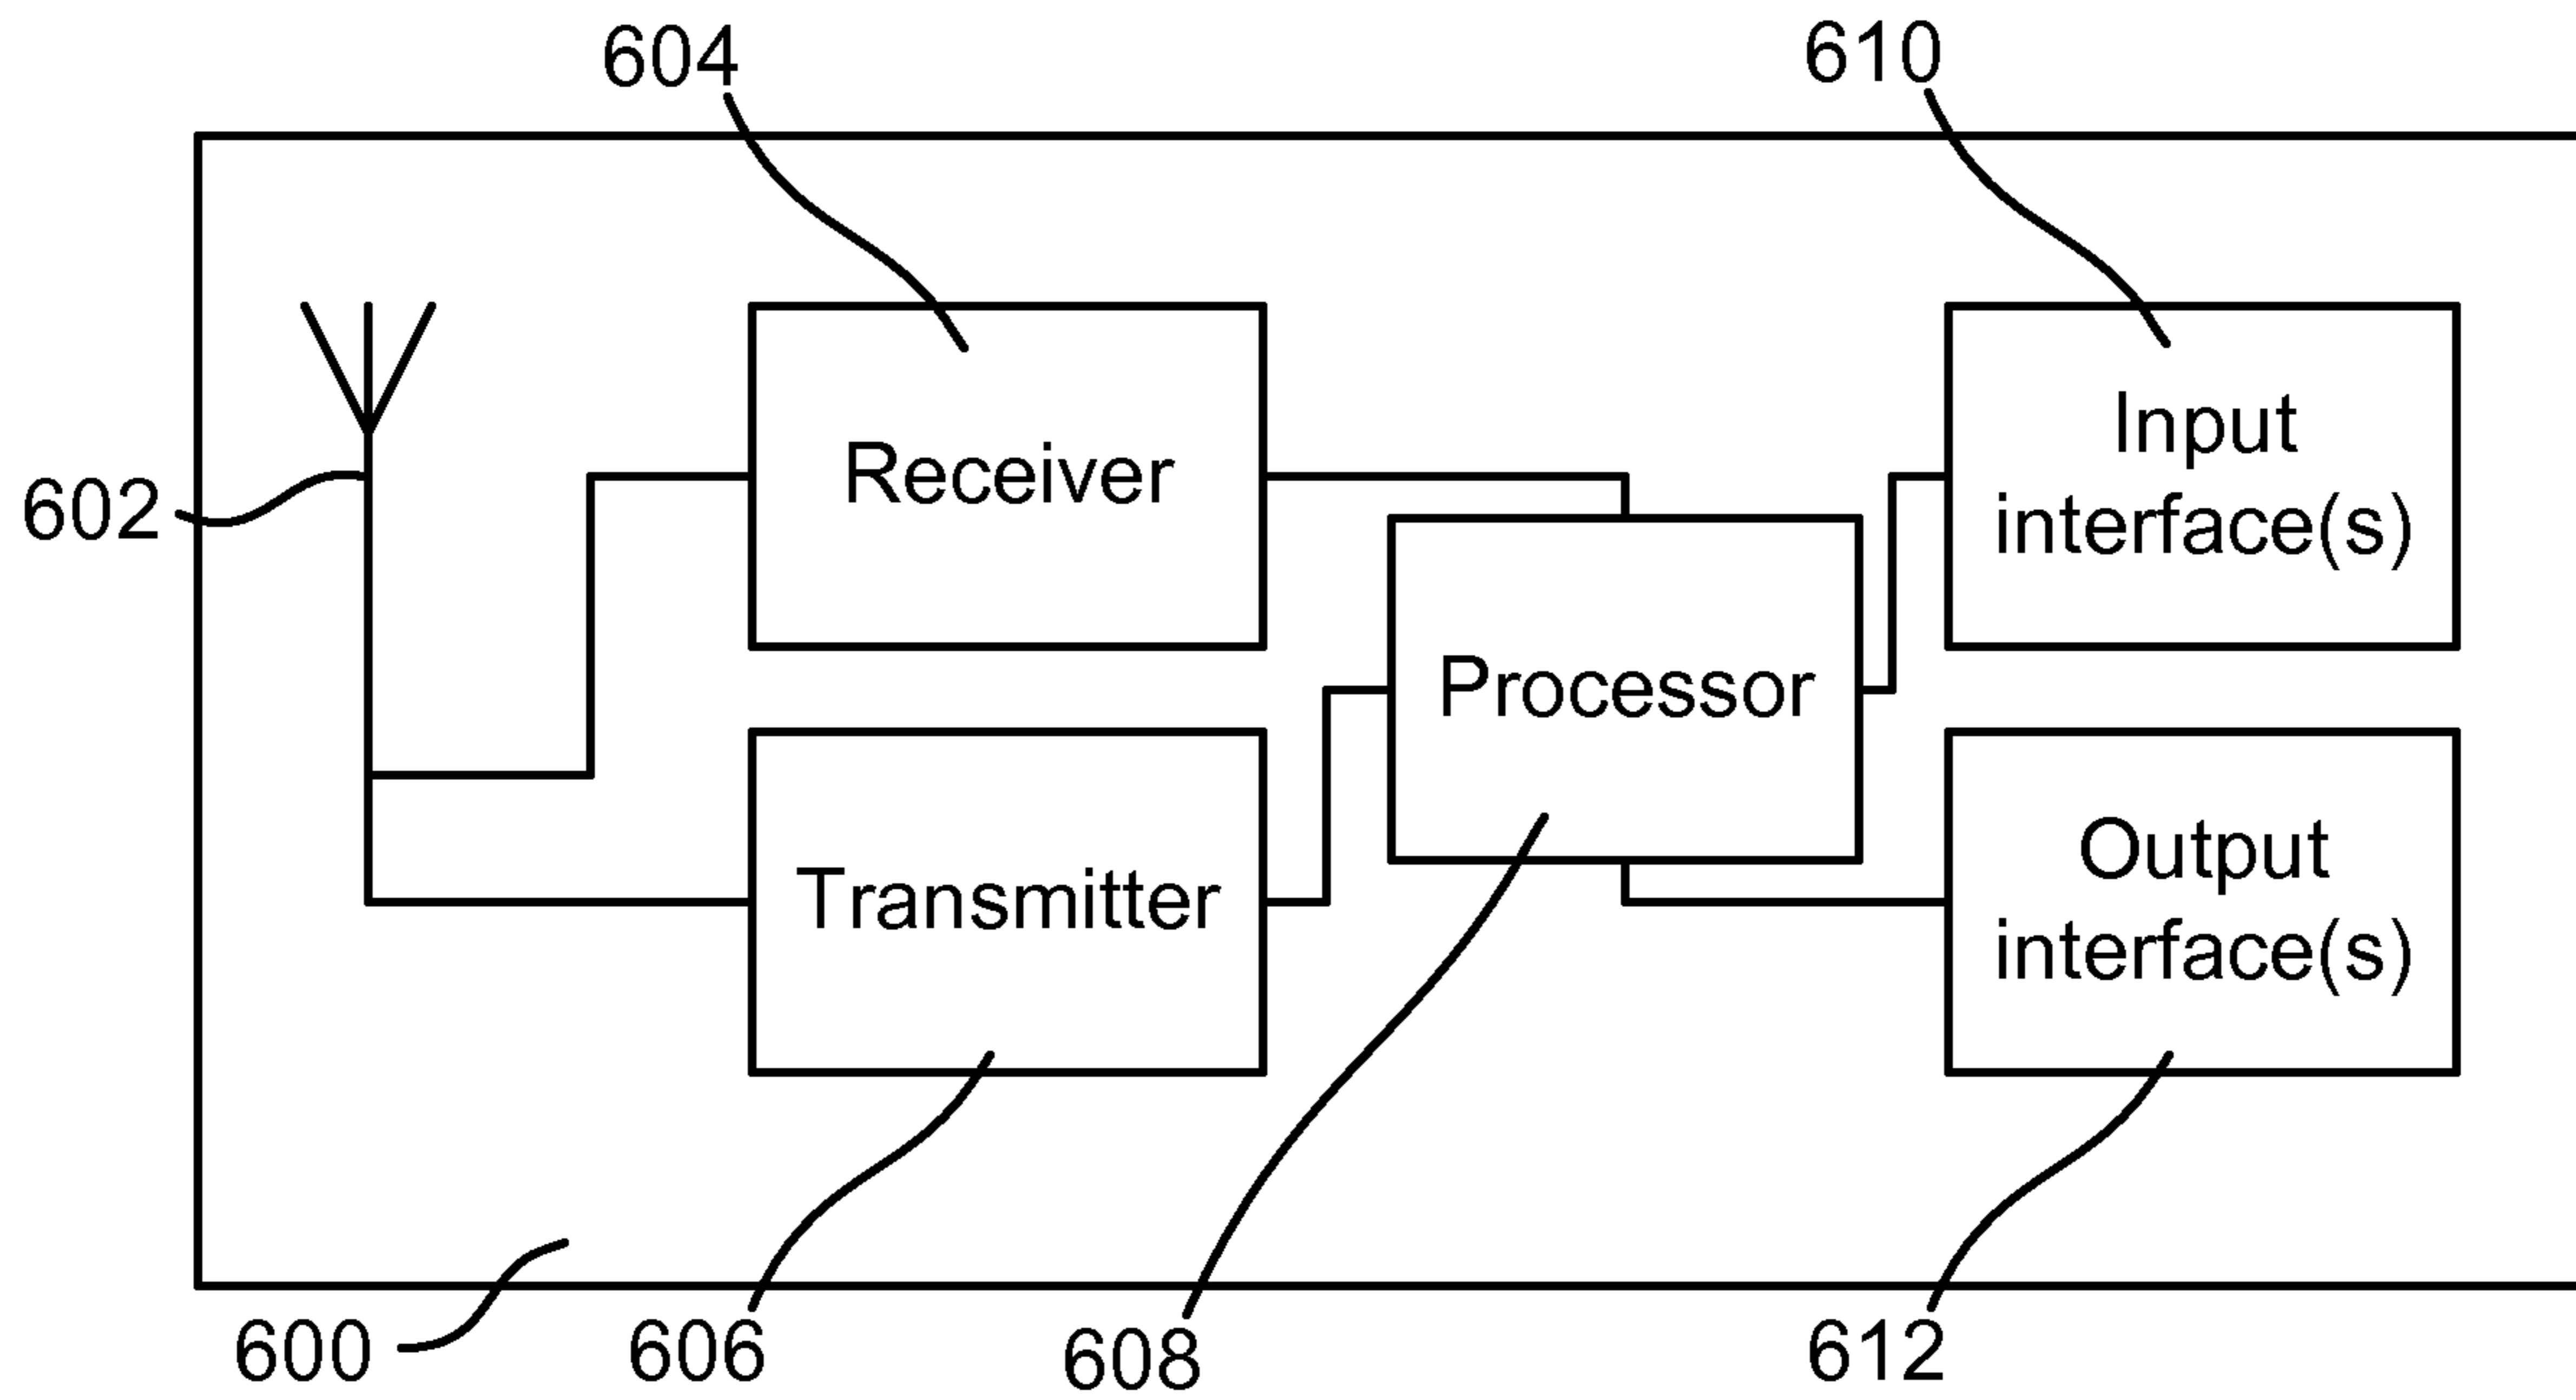 604
610
Receiver
Input
interface(s)
602
Processor
Transmitter
Output
interface(s)
600
606
608
612